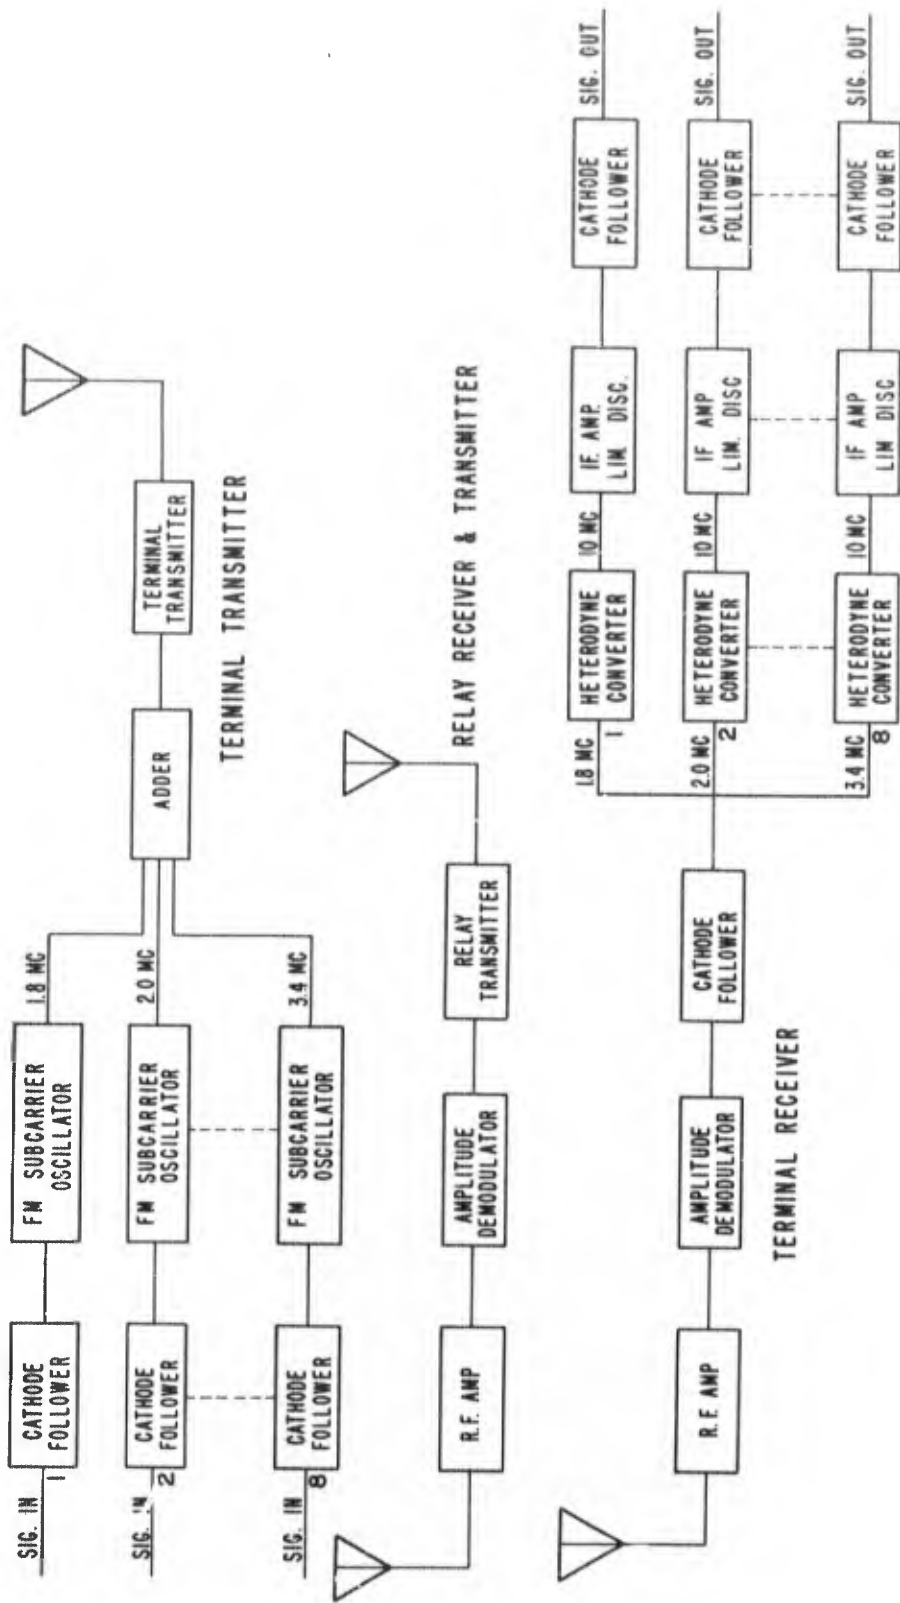 SIG. IN
1
CATHODE
FOLLOWER
FM SUBCARRIER
OSCILLATOR
1.8 MC
SIG. IN
2
CATHODE
FOLLOWER
FM SUBCARRIER
OSCILLATOR
2.0 MC
SIG. IN
8
CATHODE
FOLLOWER
FM SUBCARRIER
OSCILLATOR
3.4 MC
ADDER
TERMINAL
TRANSMITTER
TERMINAL TRANSMITTER
R.F. AMP
AMPLITUDE
DEMODULATOR
RELAY
TRANSMITTER
RELAY RECEIVER & TRANSMITTER
R.F. AMP
AMPLITUDE
DEMODULATOR
CATHODE
FOLLOWER
TERMINAL RECEIVER
1.8 MC
1
HETERODYNE
CONVERTER
10 MC
IF. AMP.
LIM. DISC.
CATHODE
FOLLOWER
SIG. OUT
2.0 MC
2
HETERODYNE
CONVERTER
10 MC
IF AMP
LIM. DISC
CATHODE
FOLLOWER
SIG. OUT
3.4 MC
8
HETERODYNE
CONVERTER
10 MC
IF AMP
LIM DISC
CATHODE
FOLLOWER
SIG. OUT